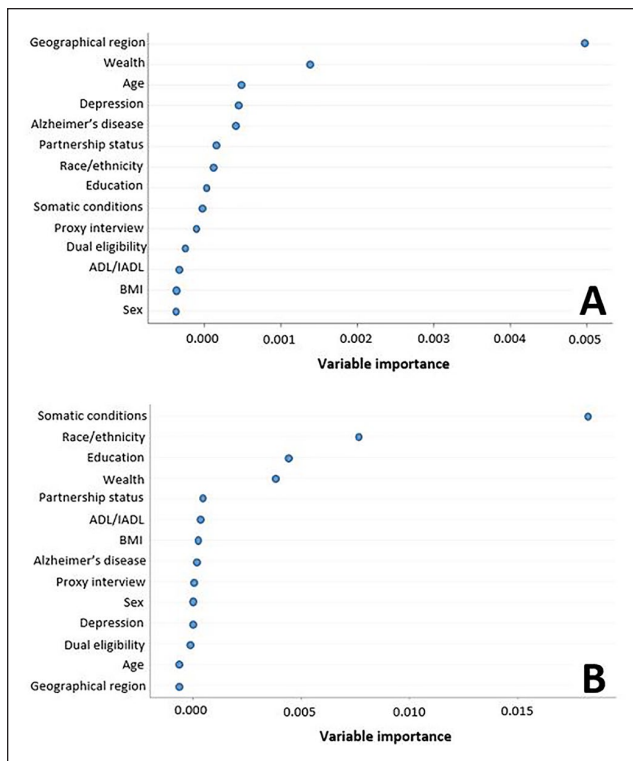 Geographical region
Wealth
Age
Depression
Alzheimer's disease
Partnership status
Race/ethnicity
Education
Somatic conditions
Proxy interview
Dual eligibility
ADL/IADL
BMI
Sex
A
0.000 0.001 0.002 0.003 0.004 0.005
Variable importance
Somatic conditions
Race/ethnicity
Education
Wealth
Partnership status
ADL/IADL
BMI
Alzheimer's disease
Proxy interview
Sex
Depression
Dual eligibility
Age
Geographical region
B
0.000 0.005 0.010 0.015
Variable importance